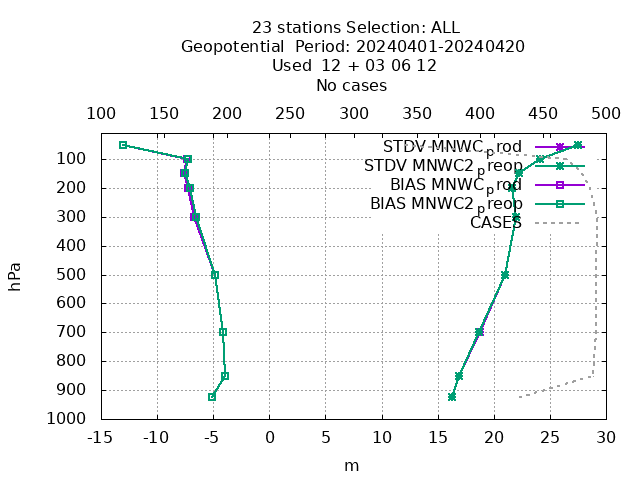 23 stations Selection: ALL
Geopotential  Period: 20240401-20240420
Used  12 + 03 06 12
No cases
100 150 200 250 300 350 400 450 500
STDV MNWC_prod
STDV MNWC2_preop
BIAS MNWC_prod
BIAS MNWC2_preop
CASES
100
200
300
400
500
600
700
800
900
1000
hPa
-15 -10 -5 0 5 10 15 20 25 30
m